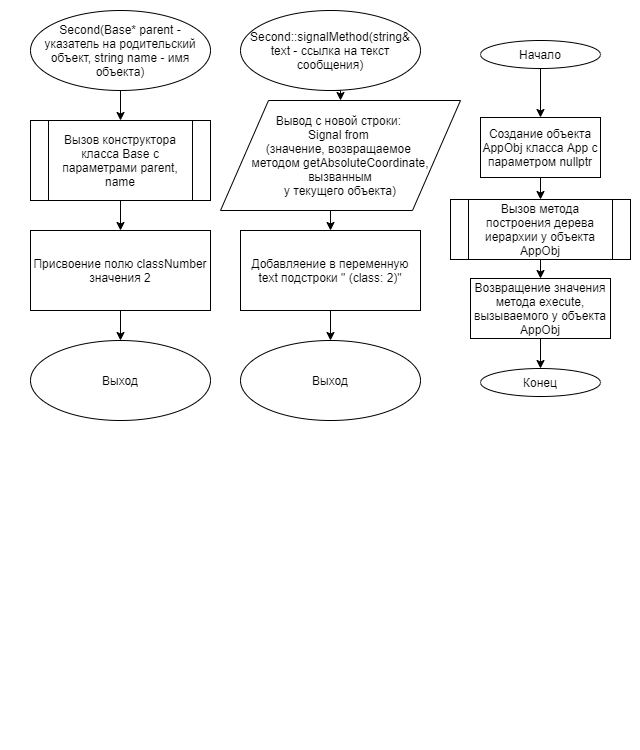 Second(Base* parent -
указатель на родительский
объект, string name - имя
объекта)
Вызов конструктора
класса Base с
параметрами parent,
name
Присвоение полю classNumber
значения 2
Выход
Second::signalMethod(string&
text - ссылка на текст
сообщения)
Вывод с новой строки:
Signal from
(значение, возвращаемое
методом getAbsoluteCoordinate,
вызванным
у текущего объекта)
Добавляение в переменную
text подстроки " (class: 2)"
Выход
Начало
Создание объекта
AppObj класса App с
параметром nullptr
Вызов метода
построения дерева
иерархии у объекта
AppObj
Возвращение значения
метода execute,
вызываемого у объекта
AppObj
Конец